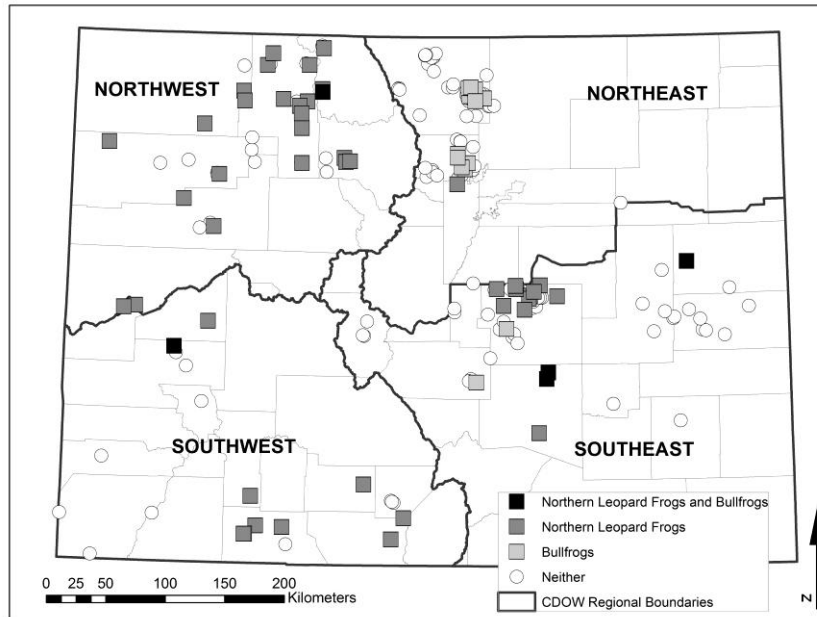 NORTHWEST
NORTHEAST
SOUTHWEST
SOUTHEAST
Northern Leopard Frogs and Bullfrogs
Northern Leopard Frogs
Bullfrogs
Neither
CDOW Regional Boundaries
0 25 50 100 150 200
Kilometers
N